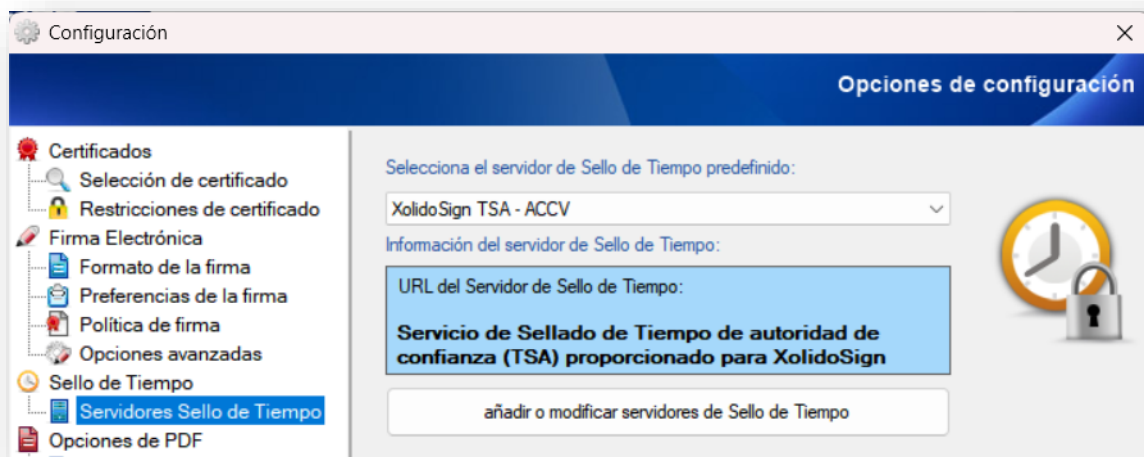 Configuración
Opciones de configuración
Certificados
Selección de certificado
Restricciones de certificado
Firma Electrónica
Formato de la firma
Preferencias de la firma
Política de firma
Opciones avanzadas
Sello de Tiempo
Servidores Sello de Tiempo
Opciones de PDF
Selecciona el servidor de Sello de Tiempo predefinido:
XolidoSign TSA - ACCV
Información del servidor de Sello de Tiempo:
URL del Servidor de Sello de Tiempo:
Servicio de Sellado de Tiempo de autoridad de
confianza (TSA) proporcionado para XolidoSign
añadir o modificar servidores de Sello de Tiempo